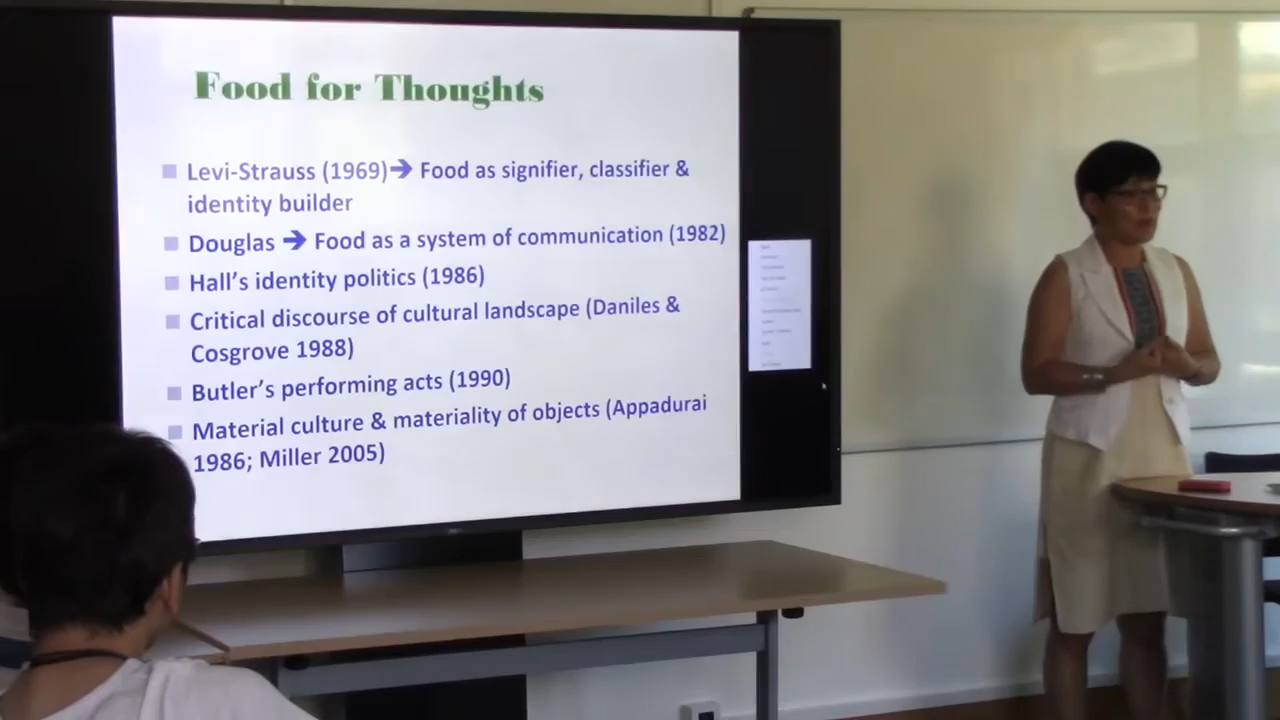 Food for Thoughts
Levi-Strauss (1969)➔ Food as signifier, classifier &
identity builder
Douglas ➔ Food as a system of communication (1982)
Hall's identity politics (1986)
Critical discourse of cultural landscape (Daniles &
Cosgrove 1988)
Butler's performing acts (1990)
Material culture & materiality of objects (Appadurai
1986; Miller 2005)